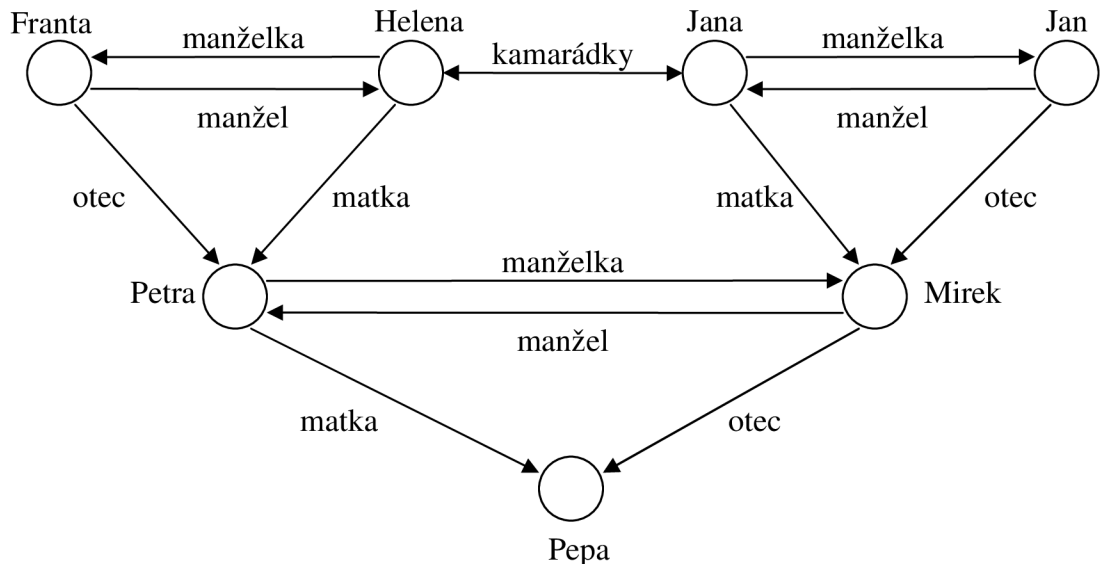 Franta
Helena
Jana
Jan
manželka
kamarádky
manželka
manžel
manžel
otec
matka
matka
otec
manželka
Petra
Mirek
manžel
matka
otec
Pepa